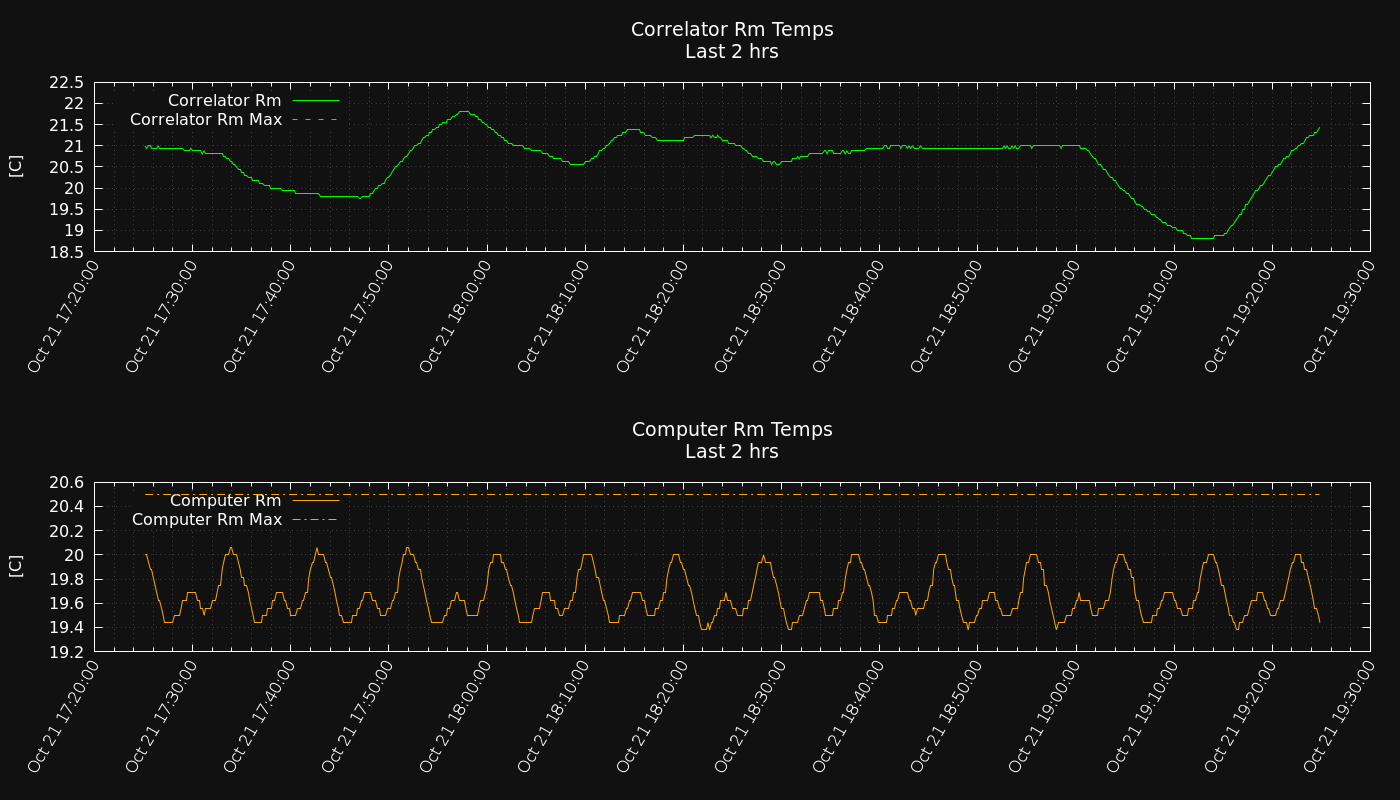 Correlator Rm Temps
Last 2 hrs
22.5
22
21.5
21
20.5
20
19.5
19
18.5
[C]
Correlator Rm
Correlator Rm Max
Oct 21 17:20:00
Oct 21 17:30:00
Oct 21 17:40:00
Oct 21 17:50:00
Oct 21 18:00:00
Oct 21 18:10:00
Oct 21 18:20:00
Oct 21 18:30:00
Oct 21 18:40:00
Oct 21 18:50:00
Oct 21 19:00:00
Oct 21 19:10:00
Oct 21 19:20:00
Oct 21 19:30:00
Computer Rm Temps
Last 2 hrs
20.6
20.4
20.2
20
19.8
19.6
19.4
19.2
[C]
Computer Rm
Computer Rm Max
Oct 21 17:20:00
Oct 21 17:30:00
Oct 21 17:40:00
Oct 21 17:50:00
Oct 21 18:00:00
Oct 21 18:10:00
Oct 21 18:20:00
Oct 21 18:30:00
Oct 21 18:40:00
Oct 21 18:50:00
Oct 21 19:00:00
Oct 21 19:10:00
Oct 21 19:20:00
Oct 21 19:30:00